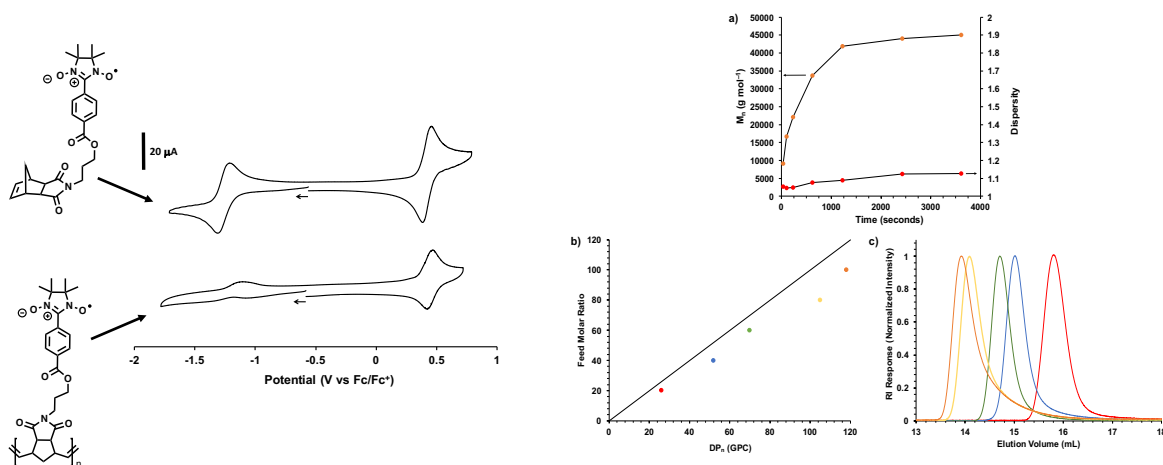 ⊖
O
N
N
O•
⊕
O
O
O
N
O
20 µA
⊖
O
N
N
O•
⊕
O
O
O
N
O
n
-2
-1.5
-1
-0.5
0
0.5
1
Potential (V vs Fc/Fc⁺)
a)
50000
45000
40000
35000
30000
25000
20000
15000
10000
5000
0
Mₙ (g mol⁻¹)
2
1.9
1.8
1.7
1.6
1.5
1.4
1.3
1.2
1.1
1
Dispersity
0 1000 2000 3000 4000
Time (seconds)
b)
120
100
80
60
40
20
0
Feed Molar Ratio
0 20 40 60 80 100 120
DPₙ (GPC)
c)
1
0.8
0.6
0.4
0.2
0
RI Response (Normalized Intensity)
13 14 15 16 17 18
Elution Volume (mL)